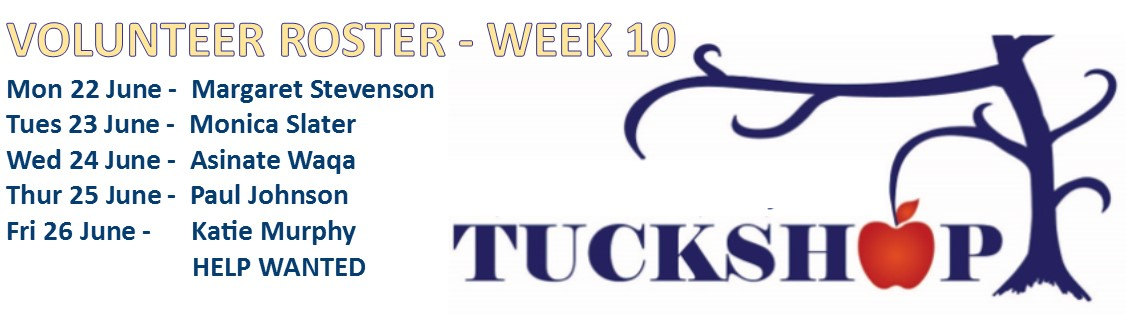 VOLUNTEER ROSTER - WEEK 10
Mon 22 June - Margaret Stevenson
Tues 23 June - Monica Slater
Wed 24 June - Asinate Waqa
Thur 25 June - Paul Johnson
Fri 26 June - Katie Murphy
HELP WANTED
TUCKSHOP